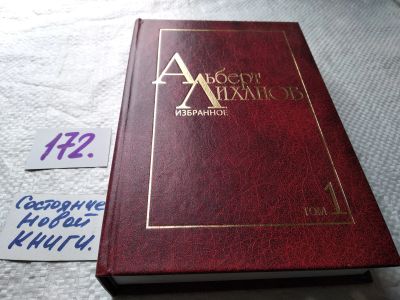 Альберт
ЛИХАНОВ
ИЗБРАННОЕ
ТОМ 1
172.
Состояние
новой
книги.